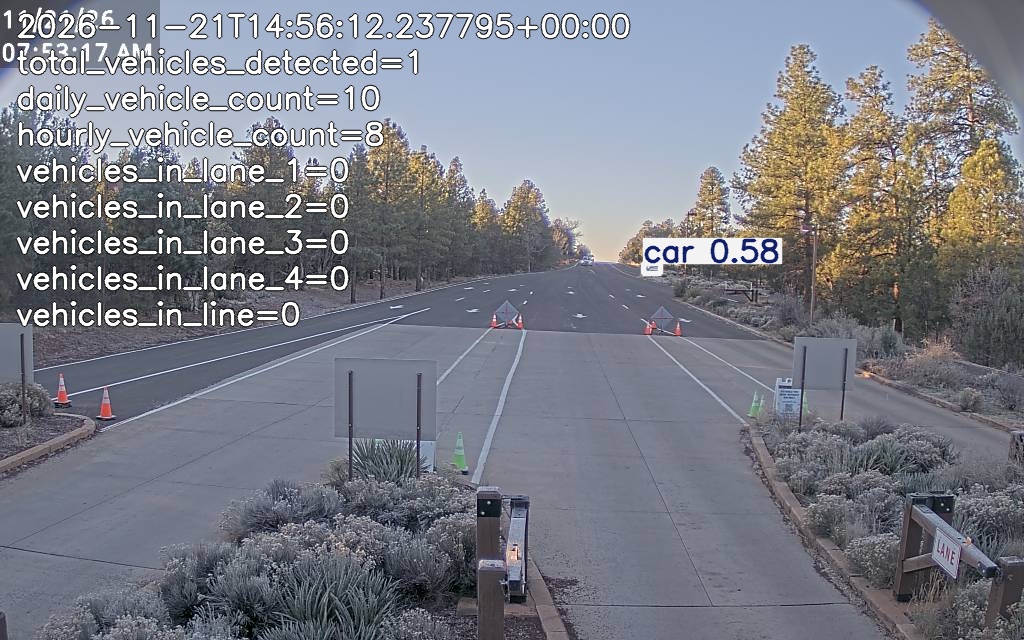 2026-11-21T14:56:12.237795+00:00
07:53:17 AM
total_vehicles_detected=1
daily_vehicle_count=10
hourly_vehicle_count=8
vehicles_in_lane_1=0
vehicles_in_lane_2=0
vehicles_in_lane_3=0
vehicles_in_lane_4=0
vehicles_in_line=0
car 0.58
LANE